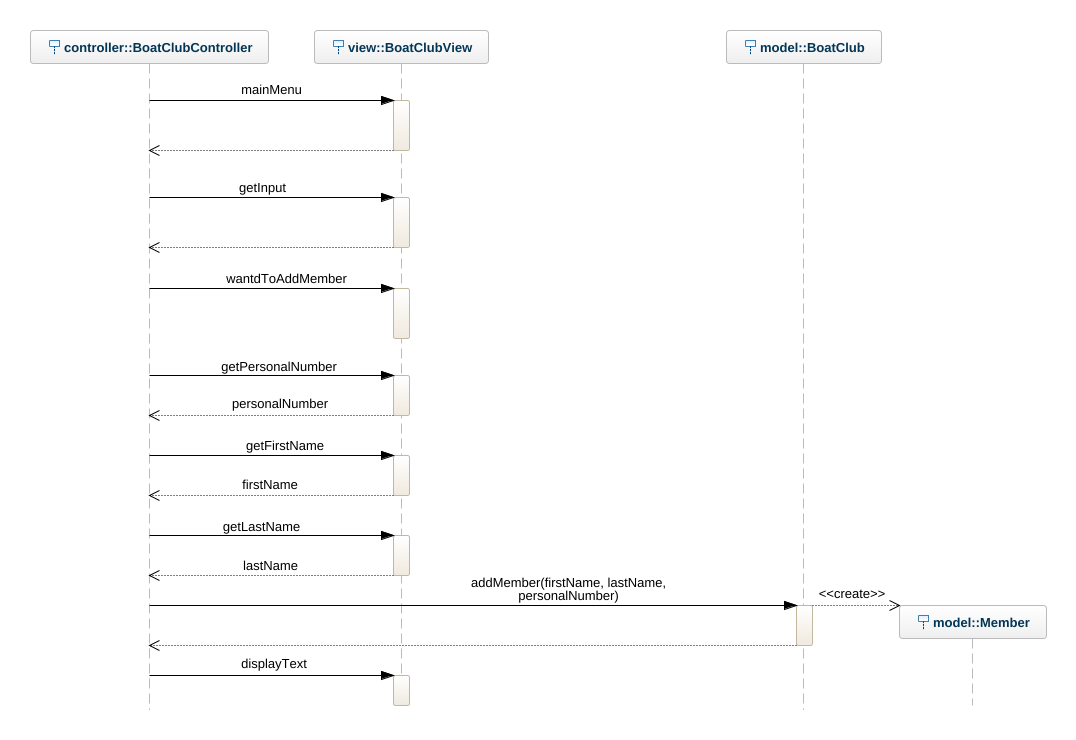 controller::BoatClubController
view::BoatClubView
model::BoatClub
mainMenu
getInput
wantdToAddMember
getPersonalNumber
personalNumber
getFirstName
firstName
getLastName
lastName
addMember(firstName, lastName,
personalNumber)
<<create>>
model::Member
displayText